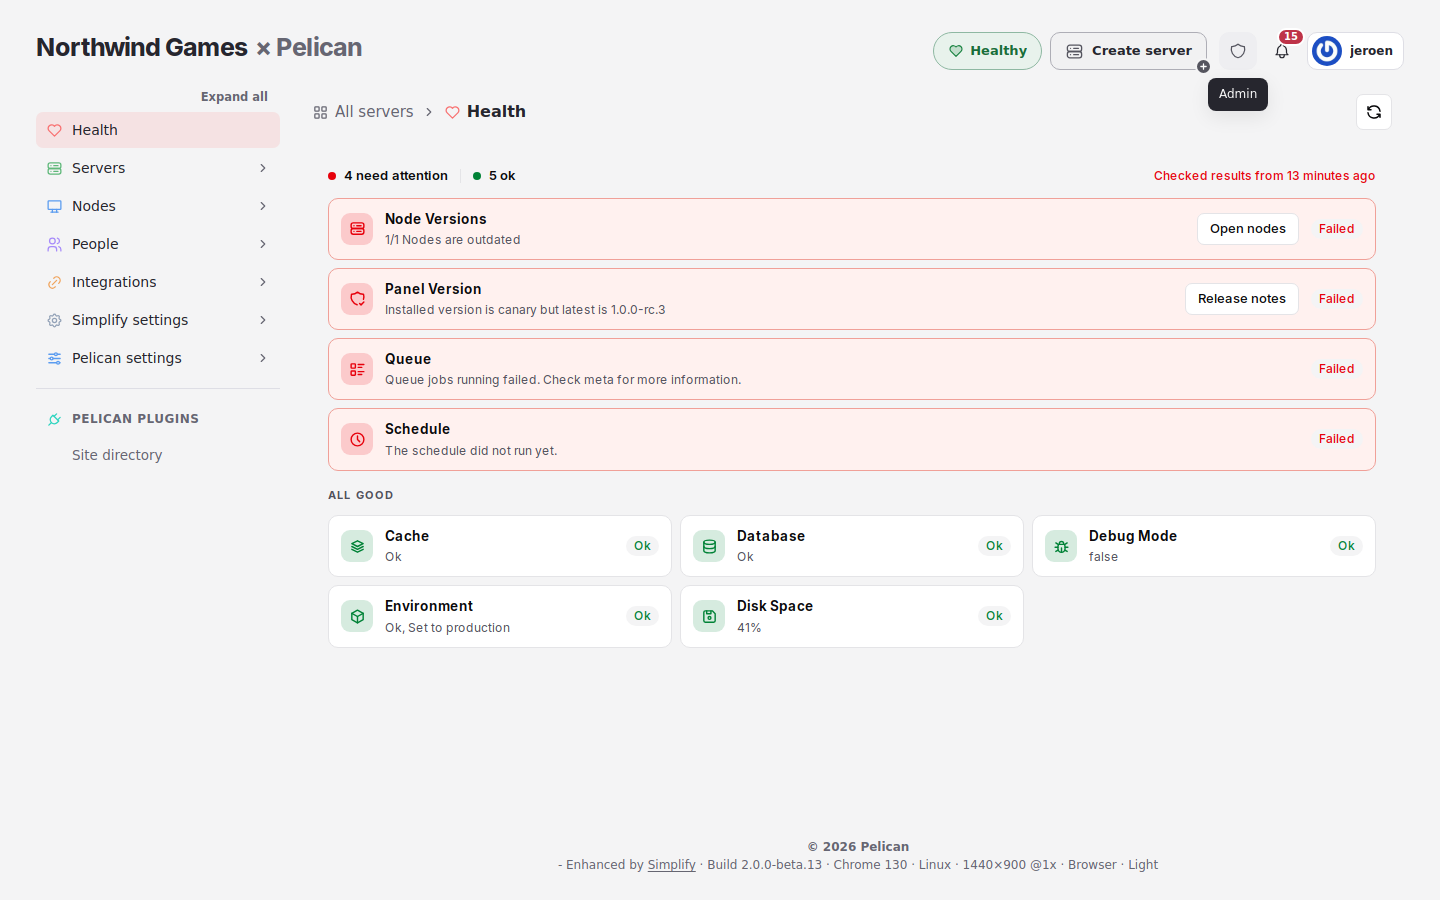 Northwind Games × Pelican
Healthy
Create server
15
jeroen
Admin
Expand all
Health
Servers
Nodes
People
Integrations
Simplify settings
Pelican settings
PELICAN PLUGINS
Site directory
All servers > Health
4 need attention
5 ok
Checked results from 13 minutes ago
Node Versions
1/1 Nodes are outdated
Open nodes
Failed
Panel Version
Installed version is canary but latest is 1.0.0-rc.3
Release notes
Failed
Queue
Queue jobs running failed. Check meta for more information.
Failed
Schedule
The schedule did not run yet.
Failed
ALL GOOD
Cache
Ok
Ok
Database
Ok
Ok
Debug Mode
false
Ok
Environment
Ok, Set to production
Ok
Disk Space
41%
Ok
© 2026 Pelican
- Enhanced by Simplify · Build 2.0.0-beta.13 · Chrome 130 · Linux · 1440×900 @1x · Browser · Light